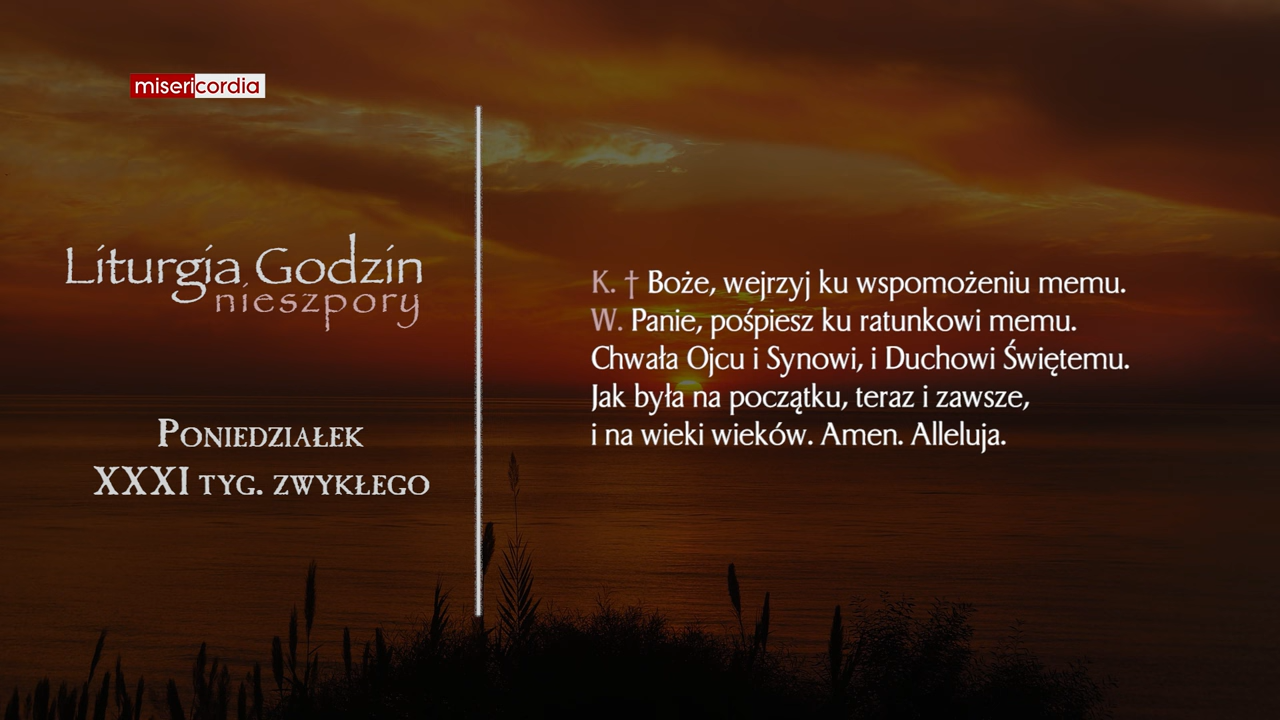 misericordia
Liturgia Godzin
nieszpory
Poniedziałek
XXXI tyg. zwykłego
K. † Boże, wejrzyj ku wspomożeniu memu.
W. Panie, pośpiesz ku ratunkowi memu.
Chwała Ojcu i Synowi, i Duchowi Świętemu.
Jak była na początku, teraz i zawsze,
i na wieki wieków. Amen. Alleluja.